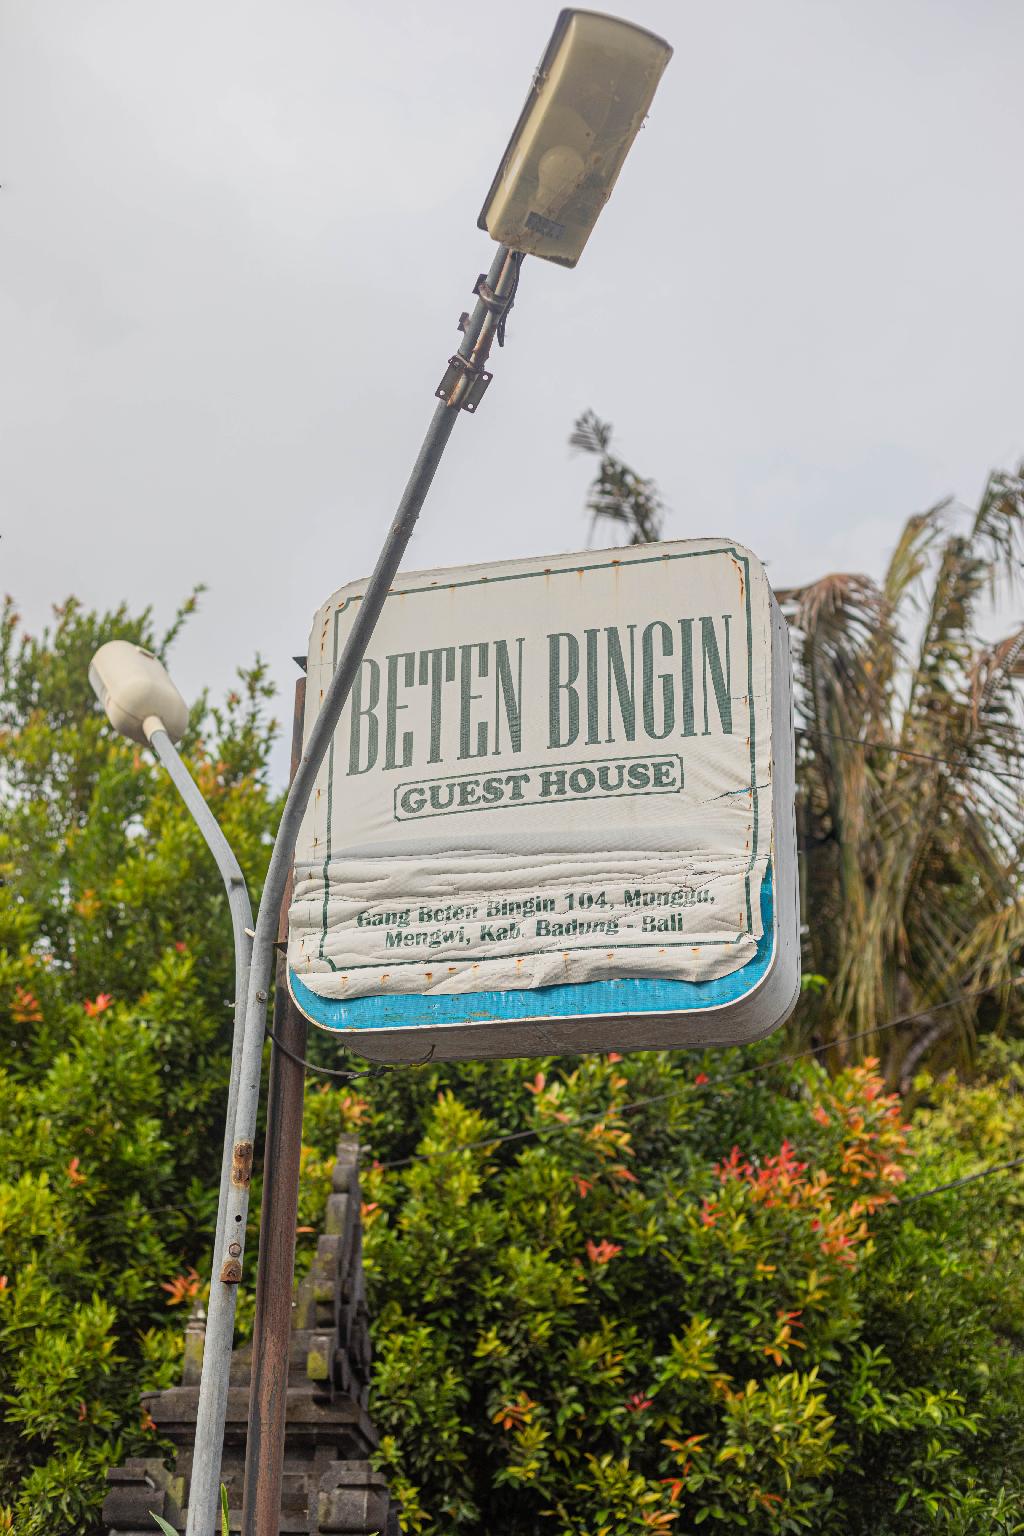 BETEN BINGIN
GUEST HOUSE
Gang Beten Bingin 104, Munggu,
Mengwi, Kab. Badung - Bali